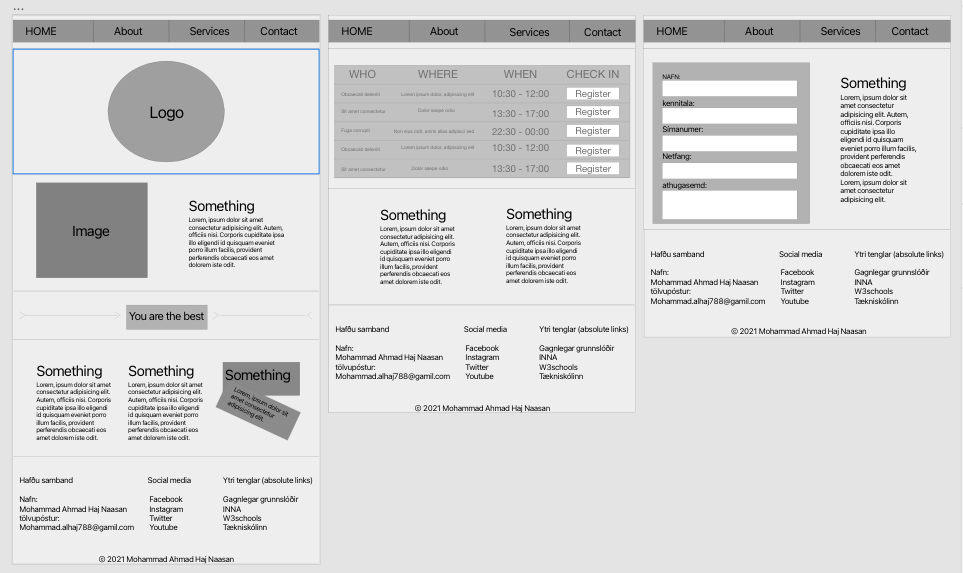 HOME About Services Contact
Logo
Image
Something
Lorem, ipsum dolor sit amet
consectetur adipisicing elit. Autem,
officiis nisi. Corporis cupiditate ipsa
illo eligendi id quisquam eveniet
porro illum facilis, provident
perferendis obcaecati eos amet
dolorem iste odit.
You are the best
Something
Lorem, ipsum dolor sit amet
consectetur adipisicing elit.
Autem, officiis nisi. Corporis
cupiditate ipsa illo eligendi
id quisquam eveniet porro
illum facilis, provident
perferendis obcaecati eos
amet dolorem iste odit.
Something
Lorem, ipsum dolor sit amet
consectetur adipisicing elit.
Autem, officiis nisi. Corporis
cupiditate ipsa illo eligendi
id quisquam eveniet porro
illum facilis, provident
perferendis obcaecati eos
amet dolorem iste odit.
Something
Lorem, ipsum dolor sit
amet consectetur
adipisicing elit.
Hafðu samband Social media Ytri tenglar (absolute links)
Nafn: Facebook Gagnlegar grunnslóðir
Mohammad Ahmad Haj Naasan Instagram INNA
tölvupóstur: Twitter W3schools
Mohammad.alhaj788@gamil.com Youtube Tækniskólinn
© 2021 Mohammad Ahmad Haj Naasan
HOME About Services Contact
WHO WHERE WHEN CHECK IN
Obcaecati deleniti Lorem ipsum dolor, adipisicing elit 10:30 - 12:00 Register
Sit amet consectetur Dolor saepe odio 13:30 - 17:00 Register
Fuga corrupti Non mus odit, animi alias adipisci sed 22:30 - 00:00 Register
Obcaecati deleniti Lorem ipsum dolor, adipisicing elit 10:30 - 12:00 Register
Sit amet consectetur Dolor saepe odio 13:30 - 17:00 Register
Something
Lorem, ipsum dolor sit amet
consectetur adipisicing elit.
Autem, officiis nisi. Corporis
cupiditate ipsa illo eligendi
id quisquam eveniet porro
illum facilis, provident
perferendis obcaecati eos
amet dolorem iste odit.
Something
Lorem, ipsum dolor sit amet
consectetur adipisicing elit.
Autem, officiis nisi. Corporis
cupiditate ipsa illo eligendi
id quisquam eveniet porro
illum facilis, provident
perferendis obcaecati eos
amet dolorem iste odit.
Hafðu samband Social media Ytri tenglar (absolute links)
Nafn: Facebook Gagnlegar grunnslóðir
Mohammad Ahmad Haj Naasan Instagram INNA
tölvupóstur: Twitter W3schools
Mohammad.alhaj788@gamil.com Youtube Tækniskólinn
© 2021 Mohammad Ahmad Haj Naasan
HOME About Services Contact
NAFN:
kennitala:
Símanumer:
Netfang:
athugasemd:
Something
Lorem, ipsum dolor sit
amet consectetur
adipisicing elit. Autem,
officiis nisi. Corporis
cupiditate ipsa illo
eligendi id quisquam
eveniet porro illum facilis,
provident perferendis
obcaecati eos amet
dolorem iste odit.
Lorem, ipsum dolor sit
amet consectetur
adipisicing elit.
Hafðu samband Social media Ytri tenglar (absolute links)
Nafn: Facebook Gagnlegar grunnslóðir
Mohammad Ahmad Haj Naasan Instagram INNA
tölvupóstur: Twitter W3schools
Mohammad.alhaj788@gamil.com Youtube Tækniskólinn
© 2021 Mohammad Ahmad Haj Naasan